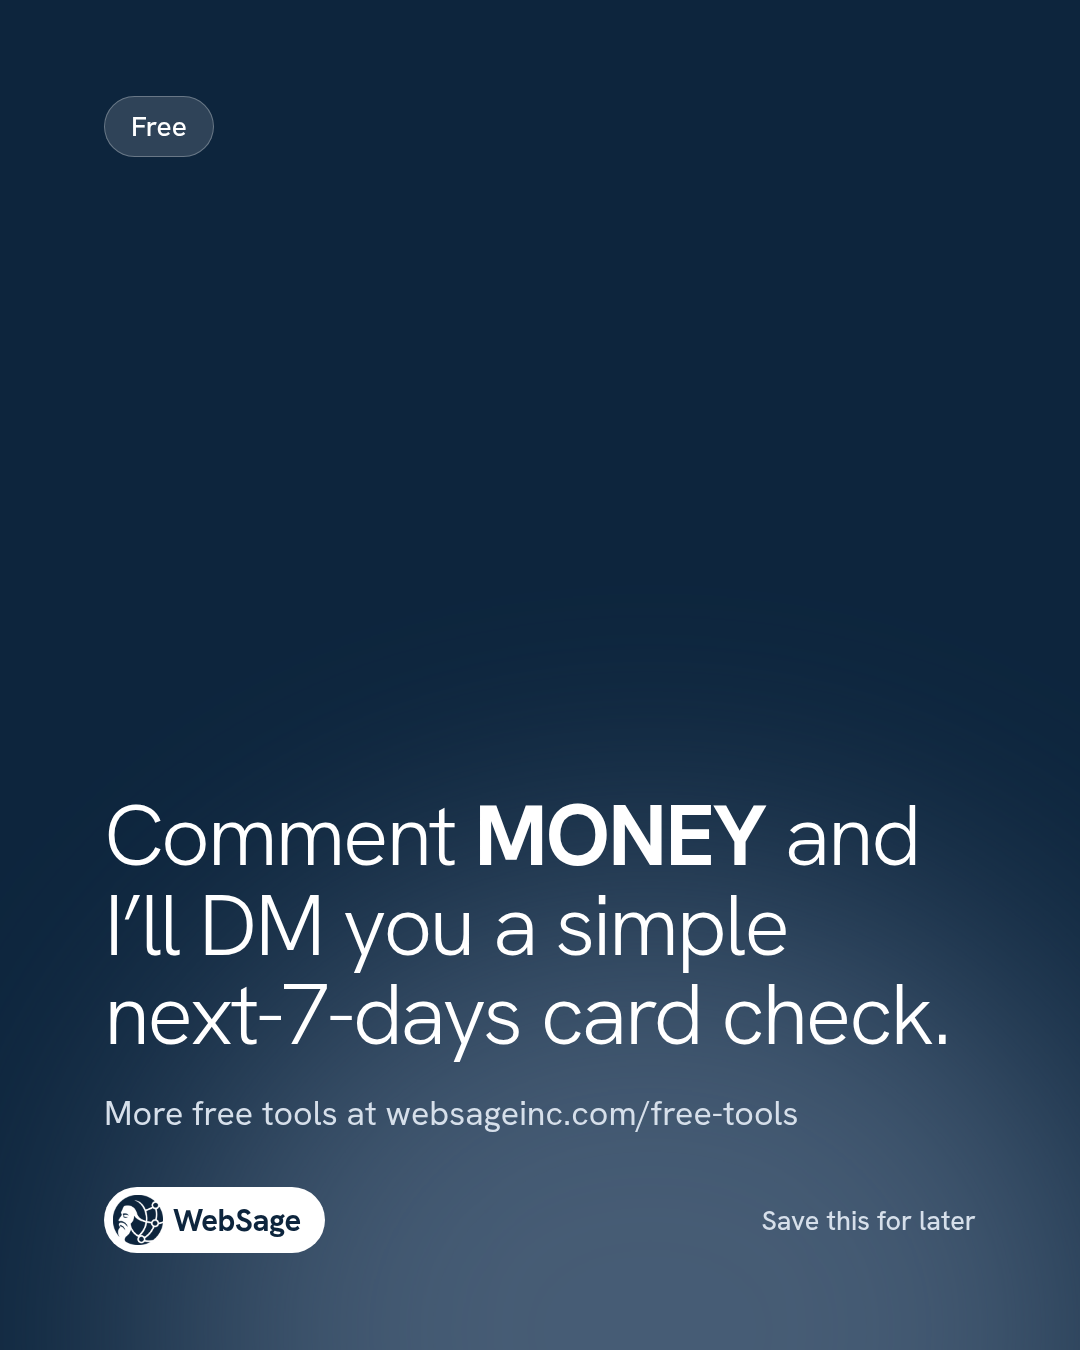 Free
Comment MONEY and
I’ll DM you a simple
next-7-days card check.
More free tools at websageinc.com/free-tools
WebSage
Save this for later